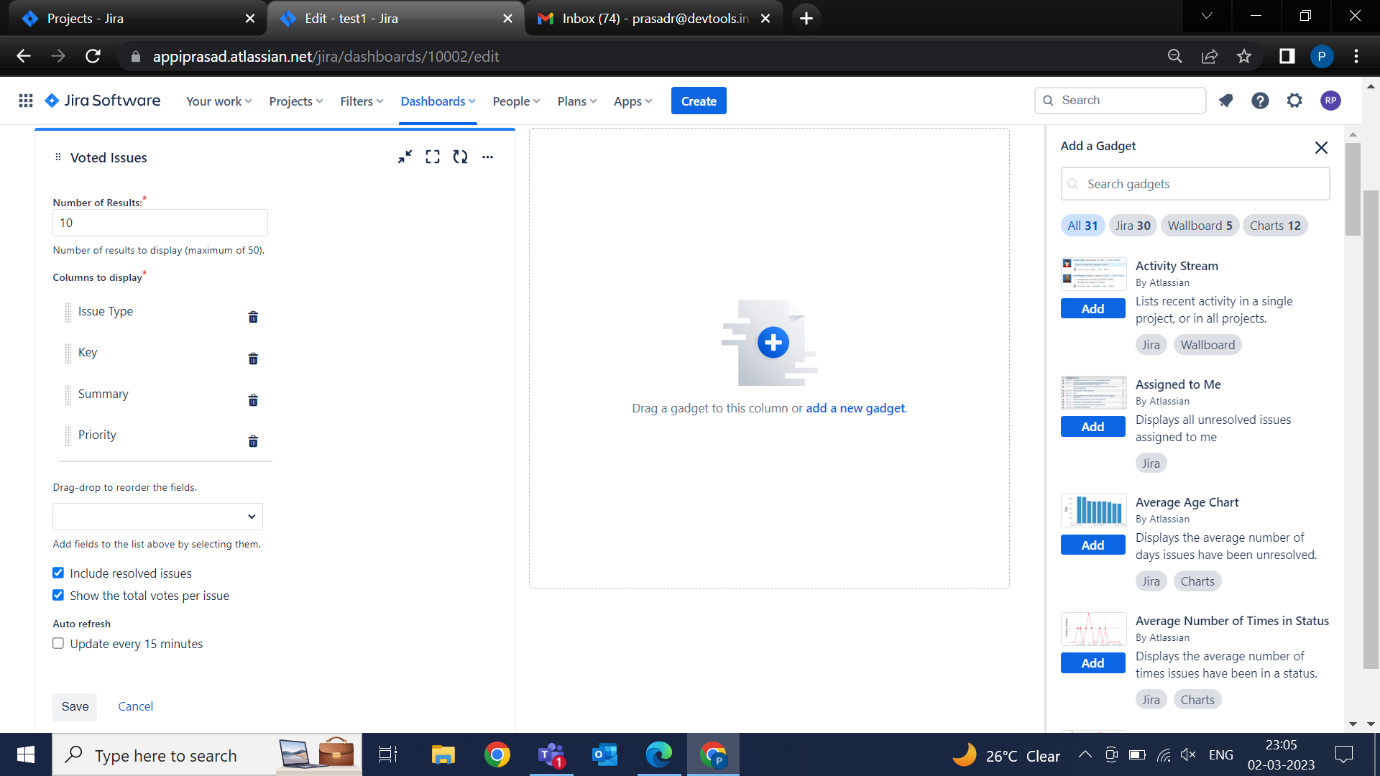 Projects - Jira
Edit - test1 - Jira
Inbox (74) - prasadr@devtools.in
appiprasad.atlassian.net/jira/dashboards/10002/edit
P
Jira Software
Your work
Projects
Filters
Dashboards
People
Plans
Apps
Create
Search
RP
Voted Issues
Number of Results:*
10
Number of results to display (maximum of 50).
Columns to display*
Issue Type
Key
Summary
Priority
Drag-drop to reorder the fields.
Add fields to the list above by selecting them.
Include resolved issues
Show the total votes per issue
Auto refresh
Update every 15 minutes
Save
Cancel
Drag a gadget to this column or add a new gadget.
Add a Gadget
Search gadgets
All 31
Jira 30
Wallboard 5
Charts 12
Activity Stream
By Atlassian
Add
Lists recent activity in a single
project, or in all projects.
Jira
Wallboard
Assigned to Me
By Atlassian
Add
Displays all unresolved issues
assigned to me
Jira
Average Age Chart
By Atlassian
Add
Displays the average number of
days issues have been unresolved.
Jira
Charts
Average Number of Times in Status
By Atlassian
Add
Displays the average number of
times issues have been in a status.
Jira
Charts
Type here to search
1
P
26°C Clear
ENG
23:05
02-03-2023